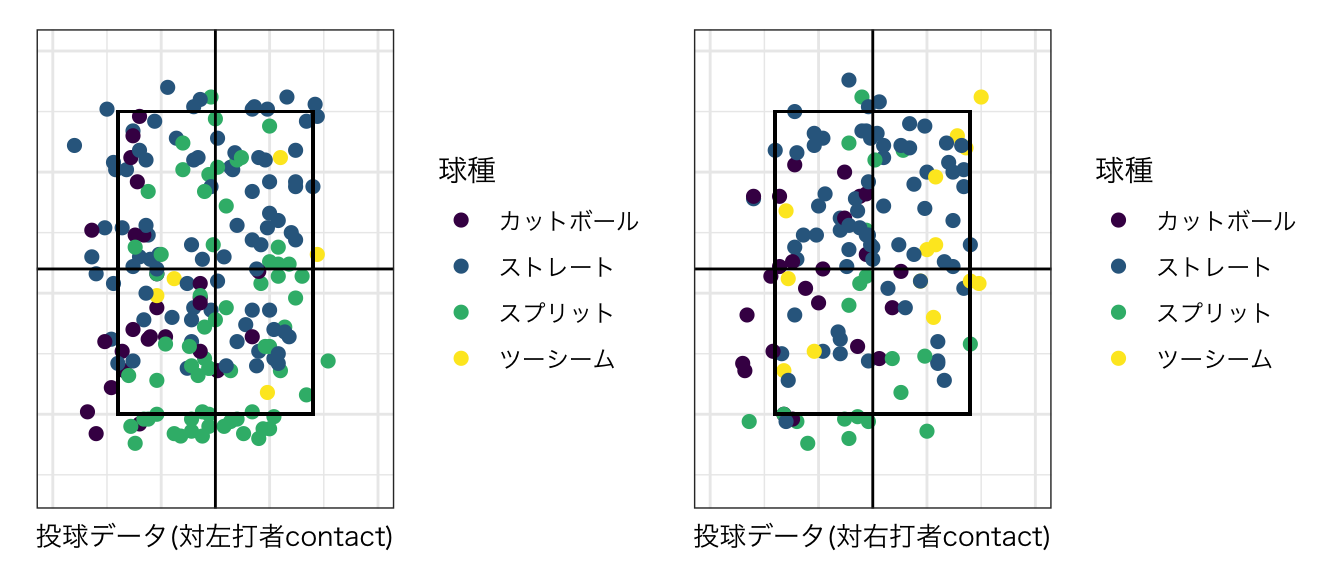 球種
カットボール
ストレート
スプリット
ツーシーム
投球データ(対左打者contact)
球種
カットボール
ストレート
スプリット
ツーシーム
投球データ(対右打者contact)